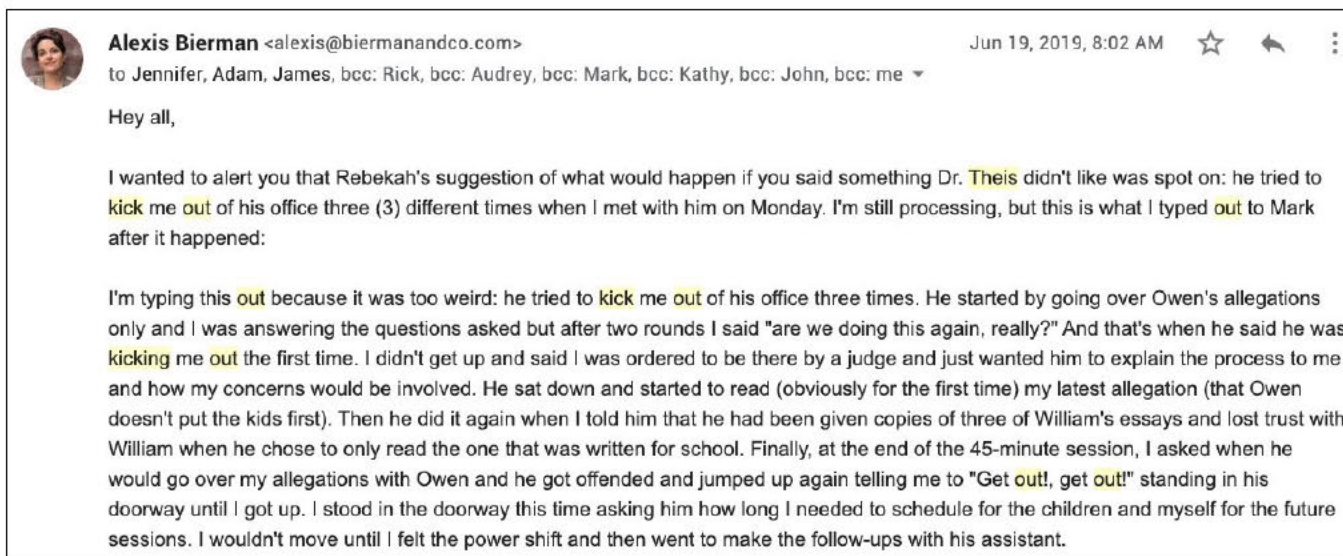 Alexis Bierman <alexis@biermanandco.com> Jun 19, 2019, 8:02 AM
to Jennifer, Adam, James, bcc: Rick, bcc: Audrey, bcc: Mark, bcc: Kathy, bcc: John, bcc: me
Hey all,
I wanted to alert you that Rebekah's suggestion of what would happen if you said something Dr. Theis didn't like was spot on: he tried to
kick me out of his office three (3) different times when I met with him on Monday. I'm still processing, but this is what I typed out to Mark
after it happened:
I'm typing this out because it was too weird: he tried to kick me out of his office three times. He started by going over Owen's allegations
only and I was answering the questions asked but after two rounds I said "are we doing this again, really?" And that's when he said he was
kicking me out the first time. I didn't get up and said I was ordered to be there by a judge and just wanted him to explain the process to me
and how my concerns would be involved. He sat down and started to read (obviously for the first time) my latest allegation (that Owen
doesn't put the kids first). Then he did it again when I told him that he had been given copies of three of William's essays and lost trust with
William when he chose to only read the one that was written for school. Finally, at the end of the 45-minute session, I asked when he
would go over my allegations with Owen and he got offended and jumped up again telling me to "Get out!, get out!" standing in his
doorway until I got up. I stood in the doorway this time asking him how long I needed to schedule for the children and myself for the future
sessions. I wouldn't move until I felt the power shift and then went to make the follow-ups with his assistant.